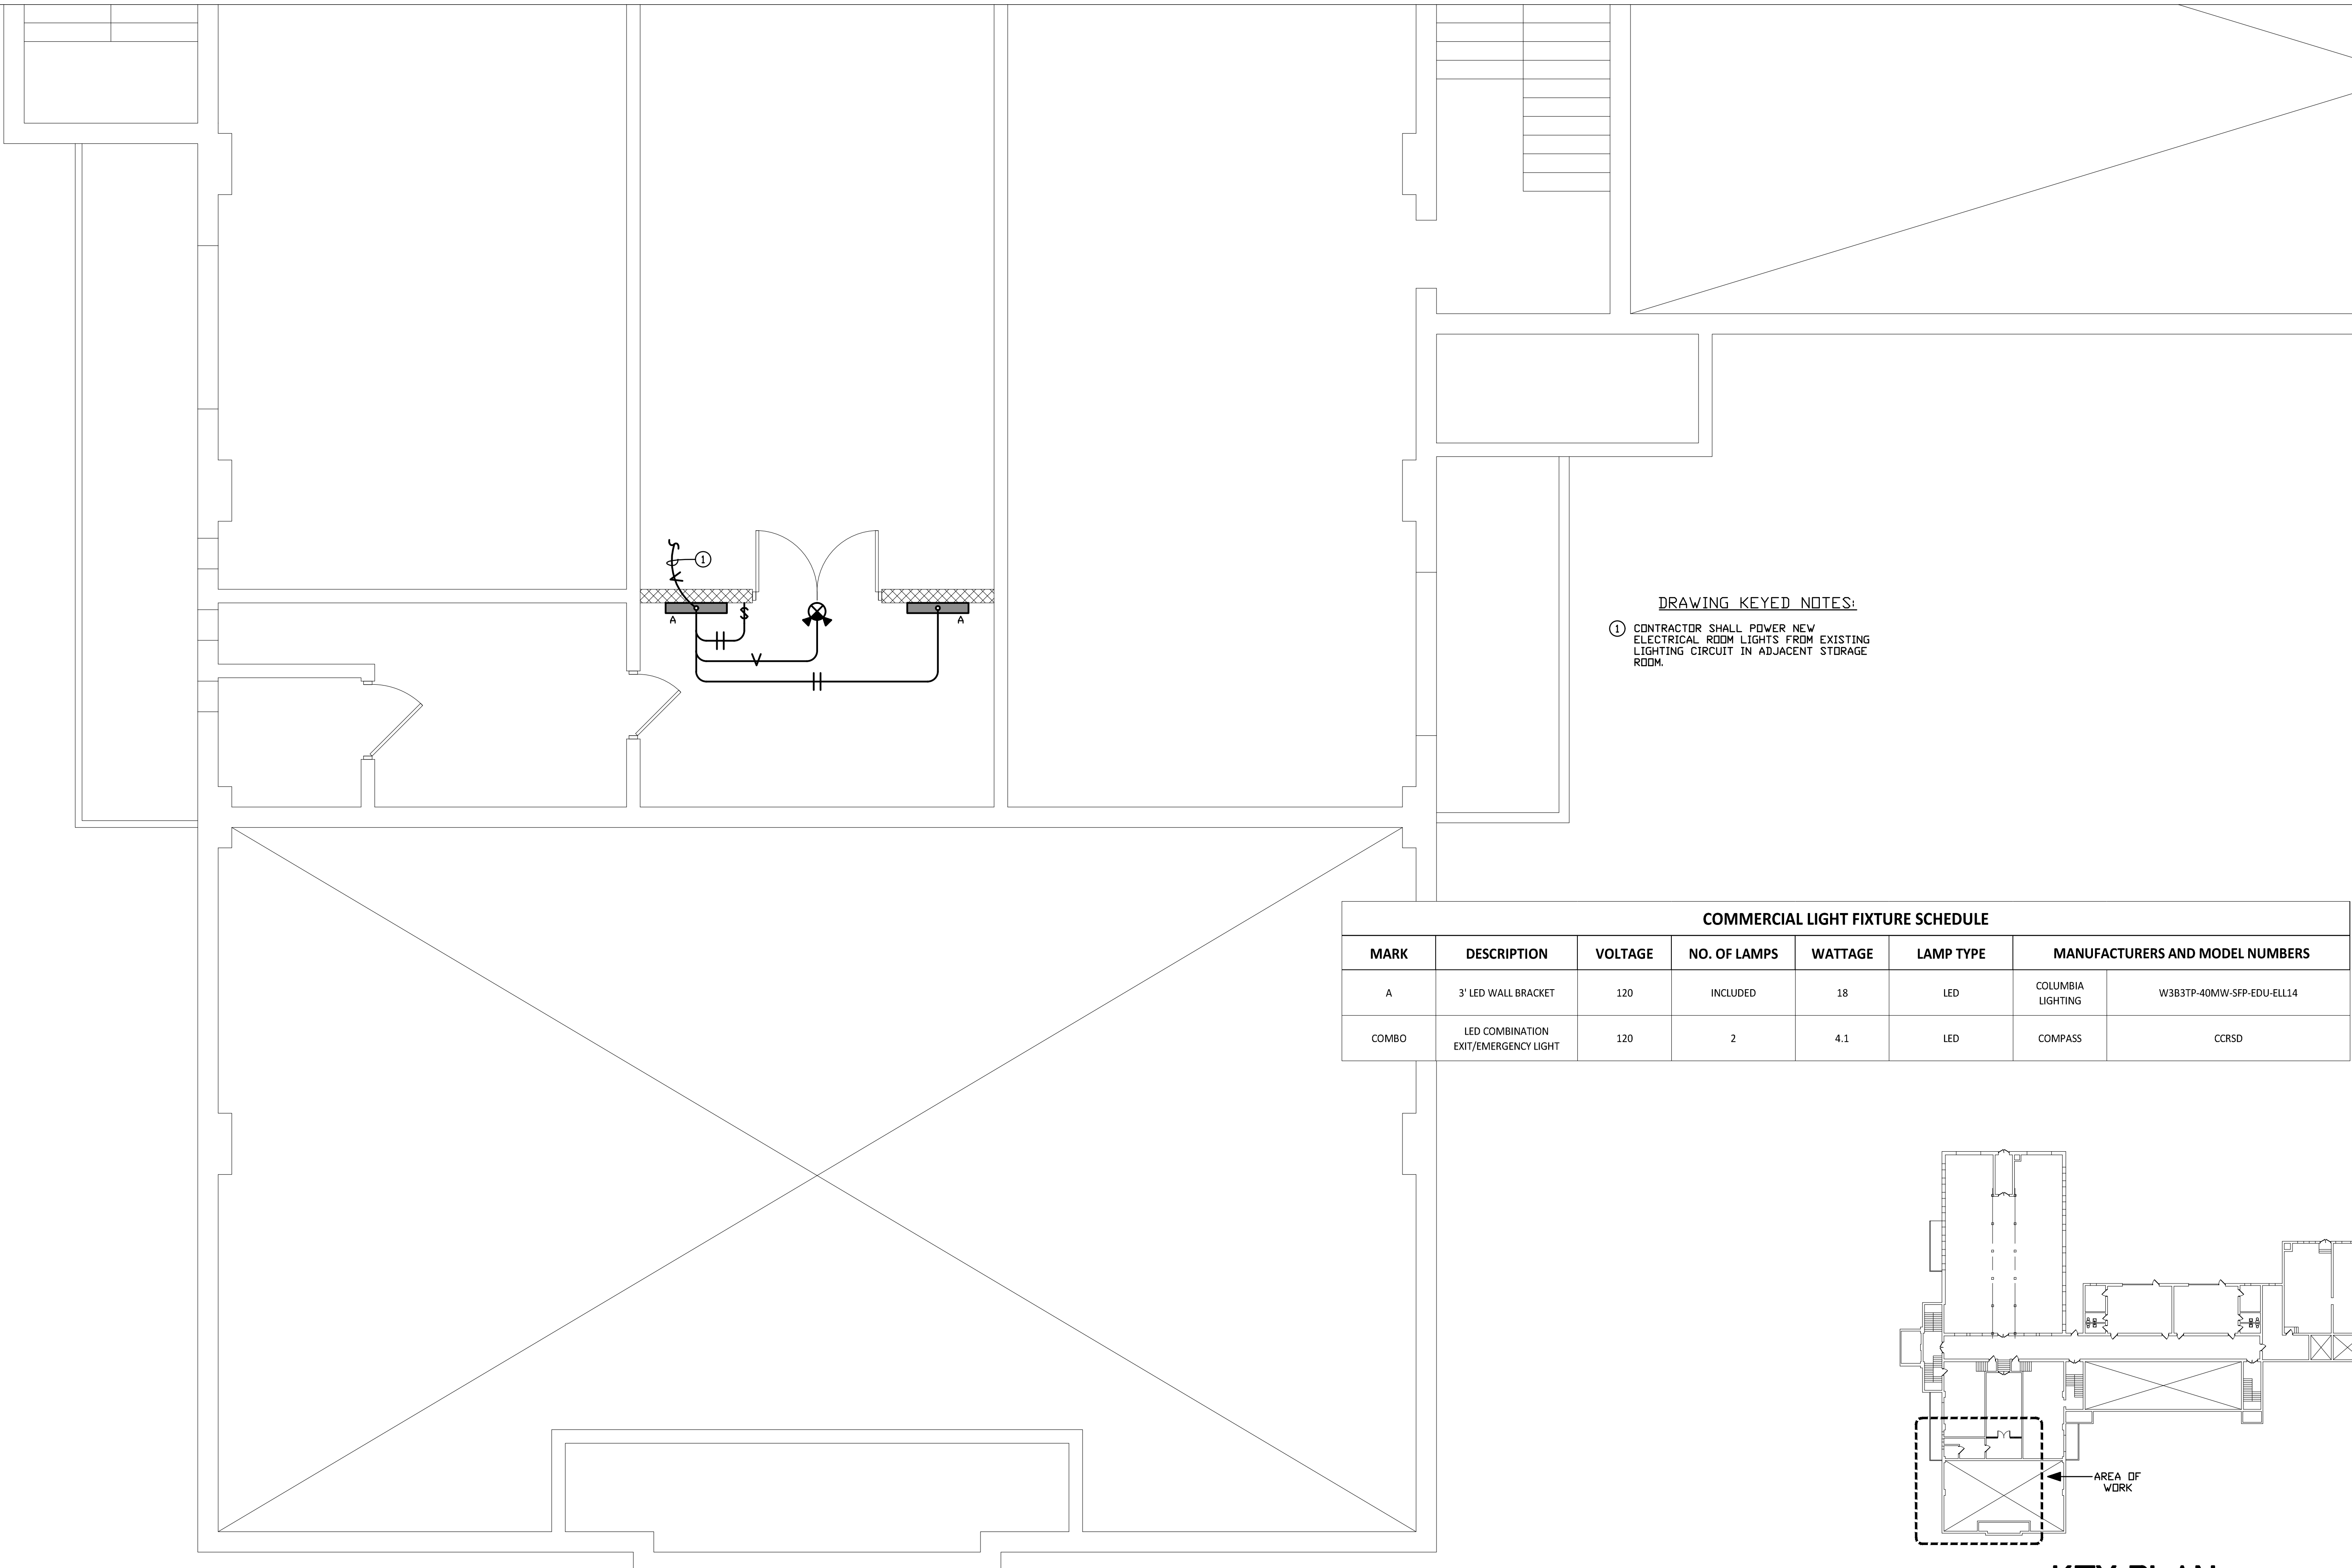 1
$
A
A
DRAWING KEYED NOTES:
1 CONTRACTOR SHALL POWER NEW
ELECTRICAL ROOM LIGHTS FROM EXISTING
LIGHTING CIRCUIT IN ADJACENT STORAGE
ROOM.
COMMERCIAL LIGHT FIXTURE SCHEDULE
MARK DESCRIPTION VOLTAGE NO. OF LAMPS WATTAGE LAMP TYPE MANUFACTURERS AND MODEL NUMBERS
A 3' LED WALL BRACKET 120 INCLUDED 18 LED COLUMBIA LIGHTING W3B3TP-40MW-SFP-EDU-ELL14
COMBO LED COMBINATION EXIT/EMERGENCY LIGHT 120 2 4.1 LED COMPASS CCRSD
AREA OF
WORK
KEY PLAN